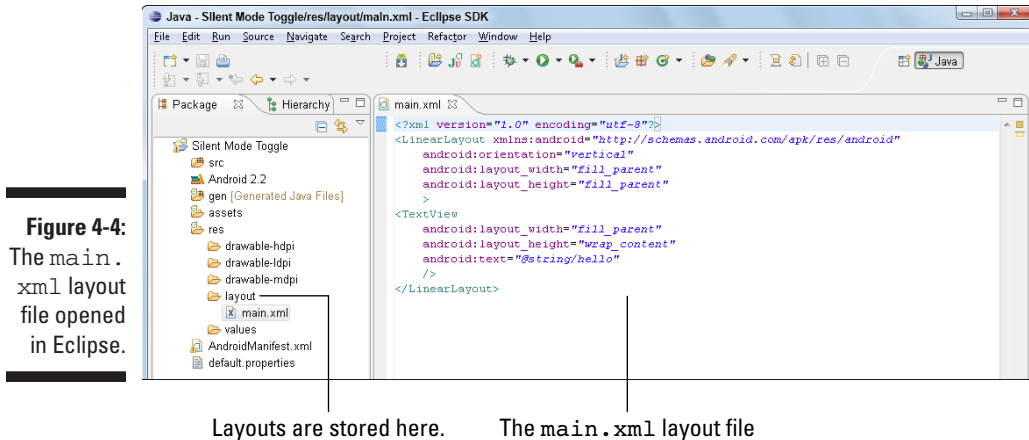 Java - SIlent Mode Toggle/res/layout/main.xml - Eclipse SDK
File Edit Run Source Navigate Search Project Refactor Window Help
Java
Package Hierarchy
main.xml
Silent Mode Toggle
src
Android 2.2
gen [Generated Java Files]
assets
res
drawable-hdpi
drawable-ldpi
drawable-mdpi
layout
main.xml
values
AndroidManifest.xml
default.properties
<?xml version="1.0" encoding="utf-8"?>
<LinearLayout xmlns:android="http://schemas.android.com/apk/res/android"
android:orientation="vertical"
android:layout_width="fill_parent"
android:layout_height="fill_parent"
>
<TextView
android:layout_width="fill_parent"
android:layout_height="wrap_content"
android:text="@string/hello"
/>
</LinearLayout>
Figure 4-4:
The main.
xml layout
file opened
in Eclipse.
Layouts are stored here.
The main.xml layout file